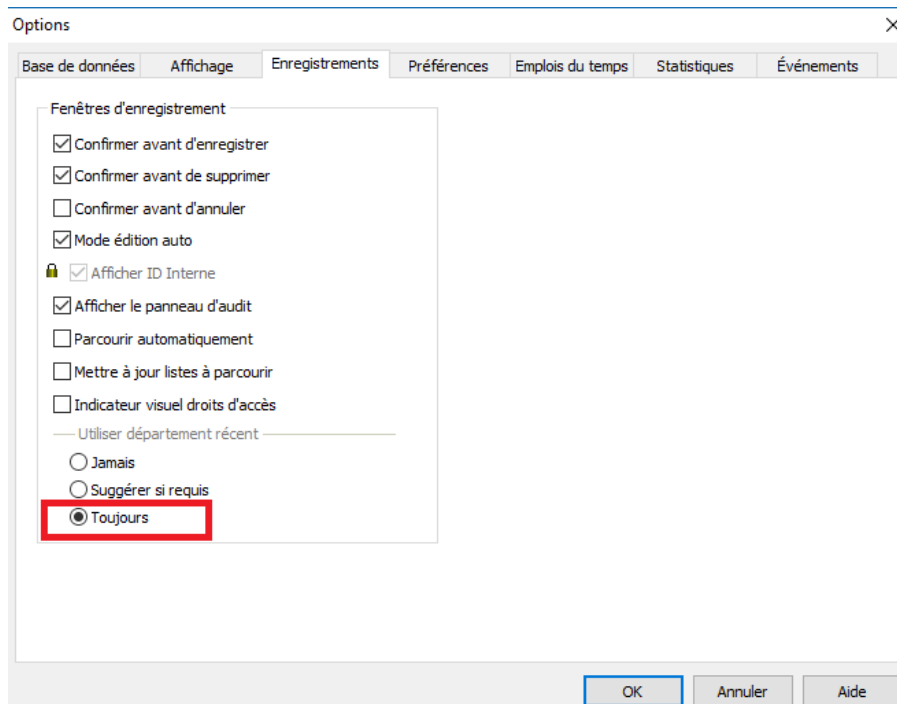 Options
Base de données Affichage Enregistrements Préférences Emplois du temps Statistiques Événements
Fenêtres d'enregistrement
Confirmer avant d'enregistrer
Confirmer avant de supprimer
Confirmer avant d'annuler
Mode édition auto
Afficher ID Interne
Afficher le panneau d'audit
Parcourir automatiquement
Mettre à jour listes à parcourir
Indicateur visuel droits d'accès
Utiliser département récent
Jamais
Suggérer si requis
Toujours
OK Annuler Aide